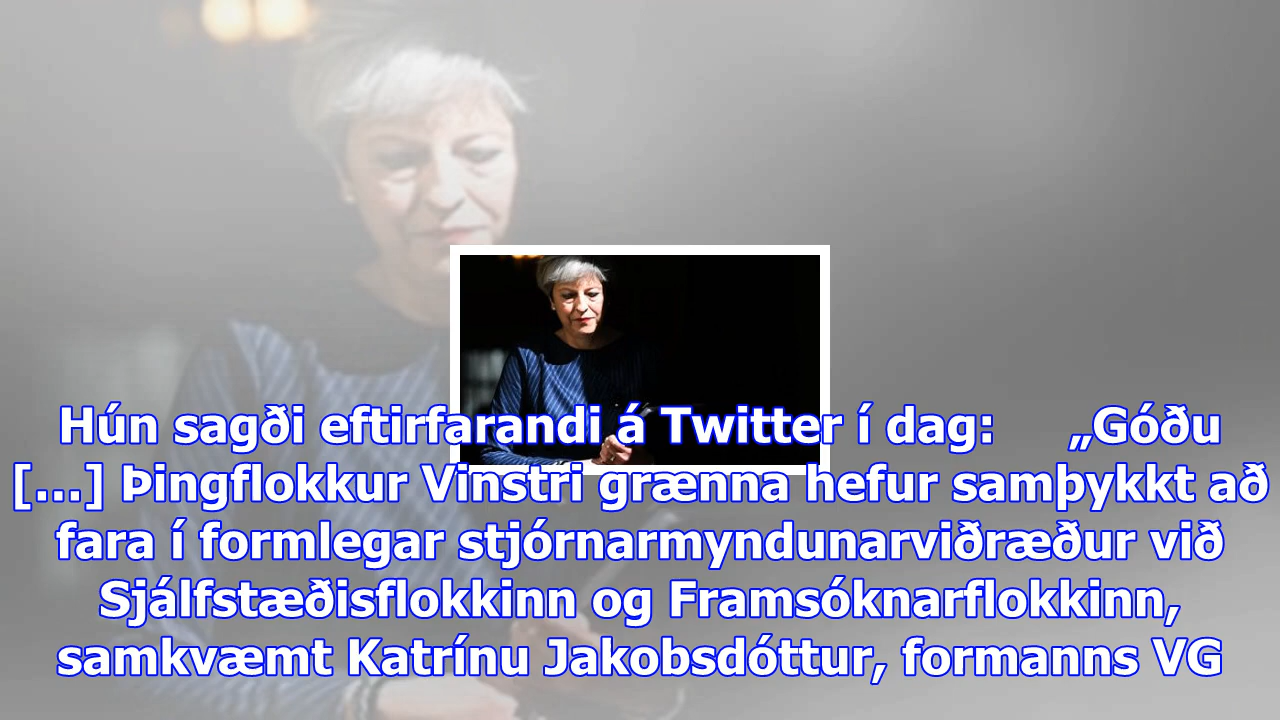 Hún sagði eftirfarandi á Twitter í dag: „Góðu
[…] Þingflokkur Vinstri grænna hefur samþykkt að
fara í formlegar stjórnarmyndunarviðræður við
Sjálfstæðisflokkinn og Framsóknarflokkinn,
samkvæmt Katrínu Jakobsdóttur, formanns VG